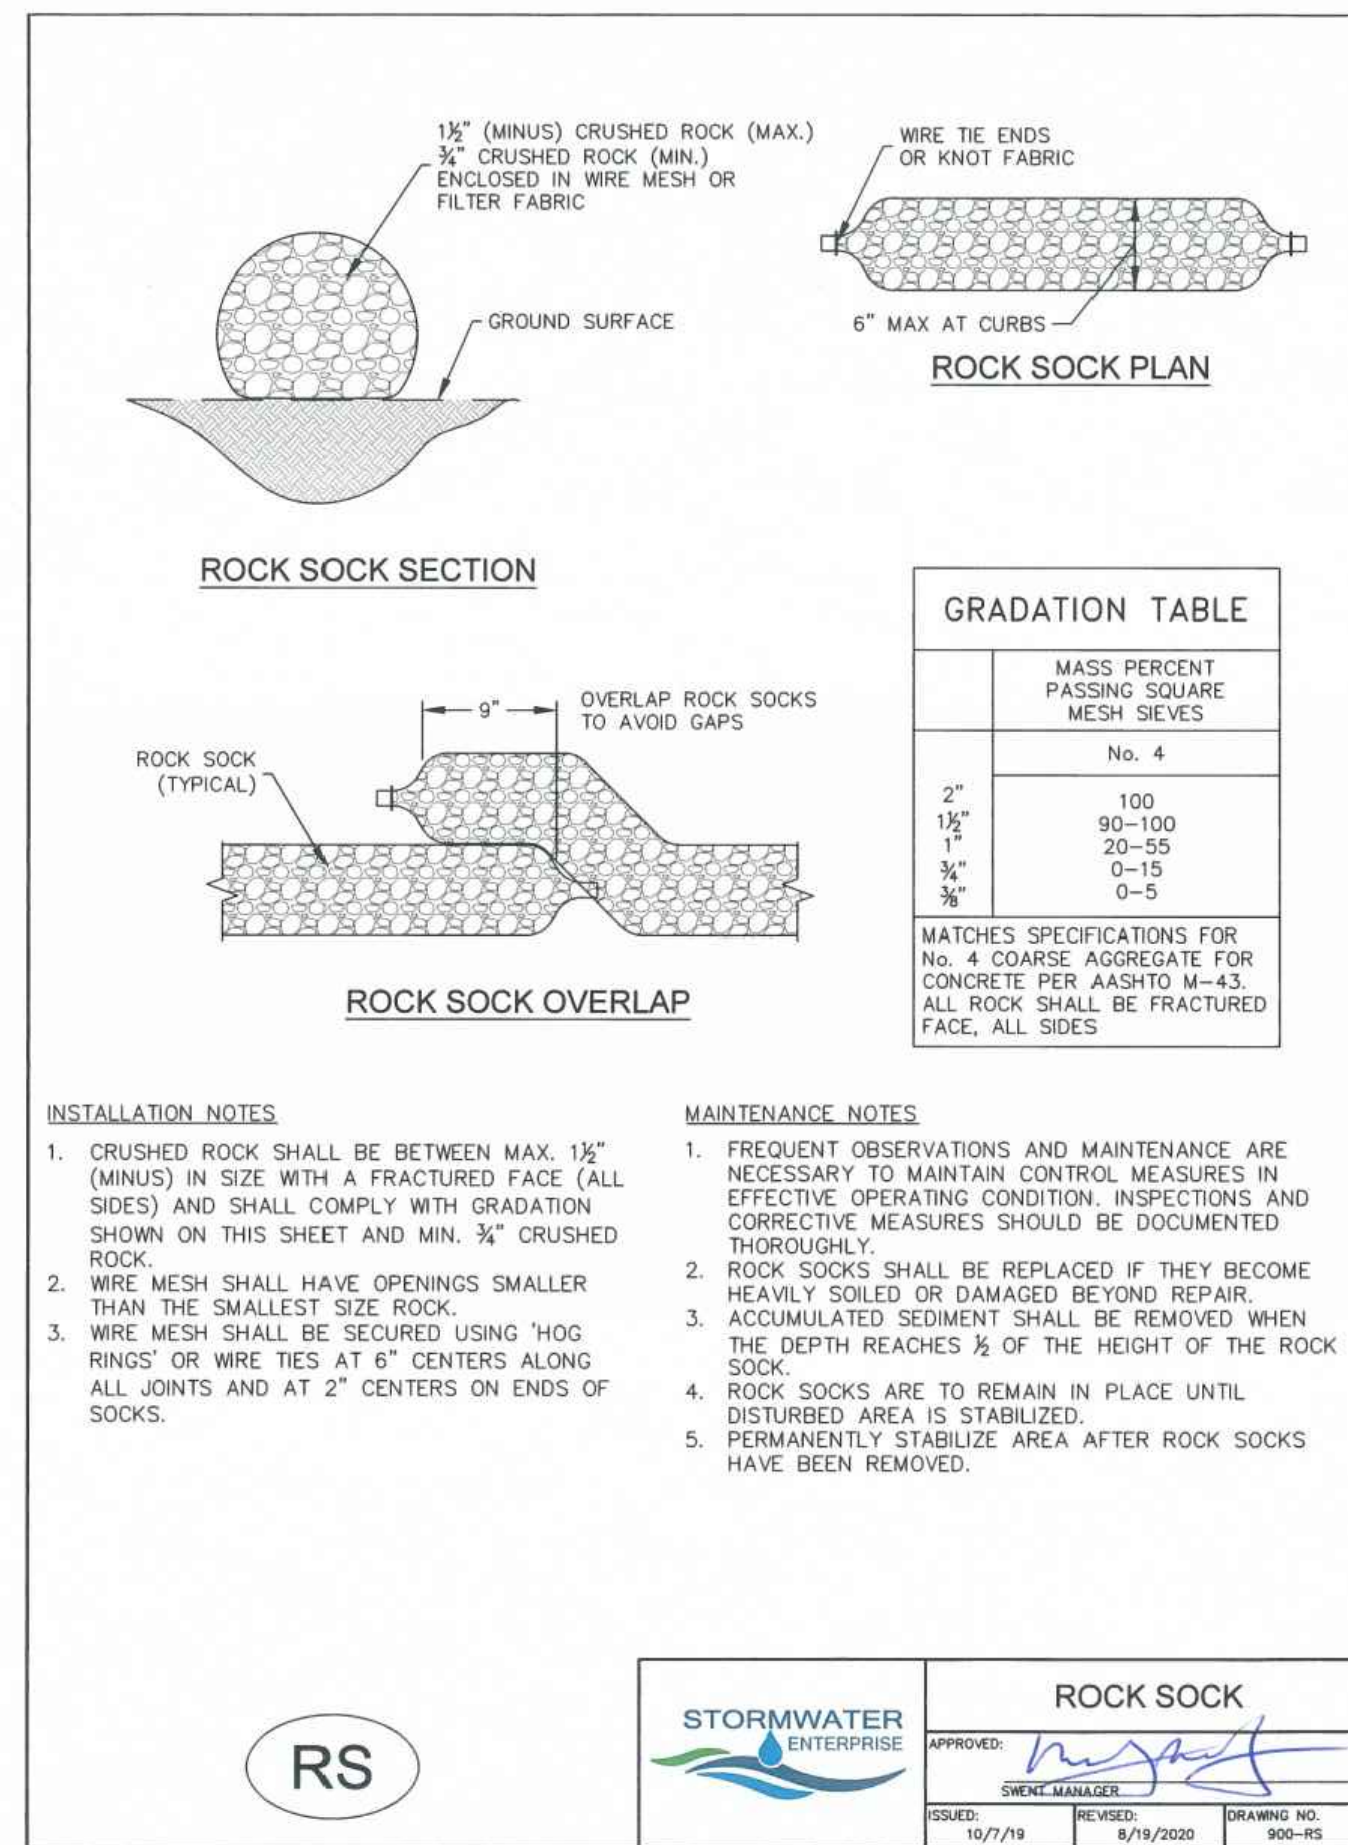 1½" (MINUS) CRUSHED ROCK (MAX.)
¾" CRUSHED ROCK (MIN.)
ENCLOSED IN WIRE MESH OR
FILTER FABRIC
GROUND SURFACE
ROCK SOCK SECTION
WIRE TIE ENDS
OR KNOT FABRIC
6" MAX AT CURBS
ROCK SOCK PLAN
9"
OVERLAP ROCK SOCKS
TO AVOID GAPS
ROCK SOCK
(TYPICAL)
ROCK SOCK OVERLAP
GRADATION TABLE
MASS PERCENT
PASSING SQUARE
MESH SIEVES
No. 4
2" 100
1½" 90-100
1" 20-55
¾" 0-15
⅜" 0-5
MATCHES SPECIFICATIONS FOR
No. 4 COARSE AGGREGATE FOR
CONCRETE PER AASHTO M-43.
ALL ROCK SHALL BE FRACTURED
FACE, ALL SIDES
INSTALLATION NOTES
1. CRUSHED ROCK SHALL BE BETWEEN MAX. 1½"
(MINUS) IN SIZE WITH A FRACTURED FACE (ALL
SIDES) AND SHALL COMPLY WITH GRADATION
SHOWN ON THIS SHEET AND MIN. ¾" CRUSHED
ROCK.
2. WIRE MESH SHALL HAVE OPENINGS SMALLER
THAN THE SMALLEST SIZE ROCK.
3. WIRE MESH SHALL BE SECURED USING 'HOG
RINGS' OR WIRE TIES AT 6" CENTERS ALONG
ALL JOINTS AND AT 2" CENTERS ON ENDS OF
SOCKS.
MAINTENANCE NOTES
1. FREQUENT OBSERVATIONS AND MAINTENANCE ARE
NECESSARY TO MAINTAIN CONTROL MEASURES IN
EFFECTIVE OPERATING CONDITION. INSPECTIONS AND
CORRECTIVE MEASURES SHOULD BE DOCUMENTED
THOROUGHLY.
2. ROCK SOCKS SHALL BE REPLACED IF THEY BECOME
HEAVILY SOILED OR DAMAGED BEYOND REPAIR.
3. ACCUMULATED SEDIMENT SHALL BE REMOVED WHEN
THE DEPTH REACHES ½ OF THE HEIGHT OF THE ROCK
SOCK.
4. ROCK SOCKS ARE TO REMAIN IN PLACE UNTIL
DISTURBED AREA IS STABILIZED.
5. PERMANENTLY STABILIZE AREA AFTER ROCK SOCKS
HAVE BEEN REMOVED.
RS
STORMWATER
ENTERPRISE
ROCK SOCK
APPROVED:
SWENT MANAGER
ISSUED: REVISED: DRAWING NO.
10/7/19 8/19/2020 900-RS